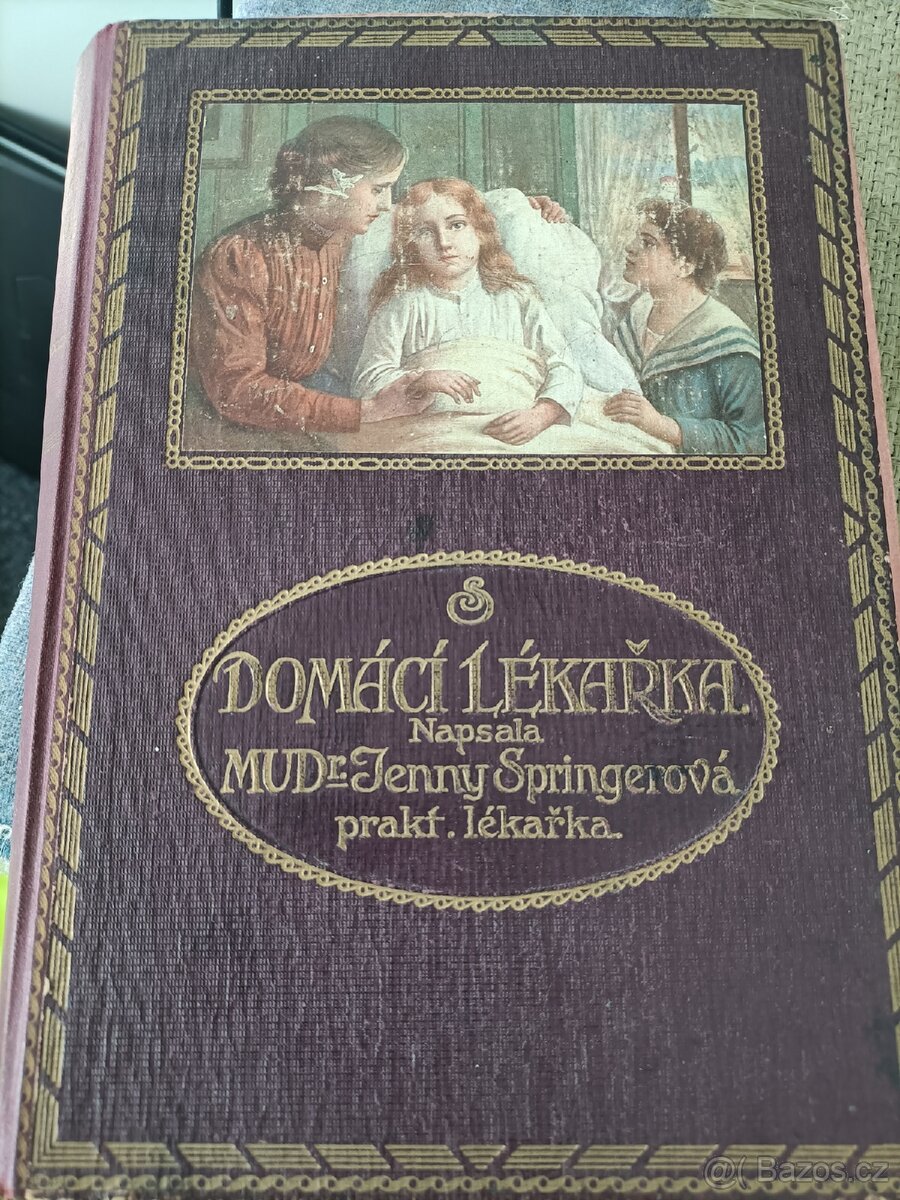 S
DOMÁCÍ LÉKAŘKA.
Napsala
MUDr. Jenny Springerová
prakt. lékařka.
@( Bazos.cz